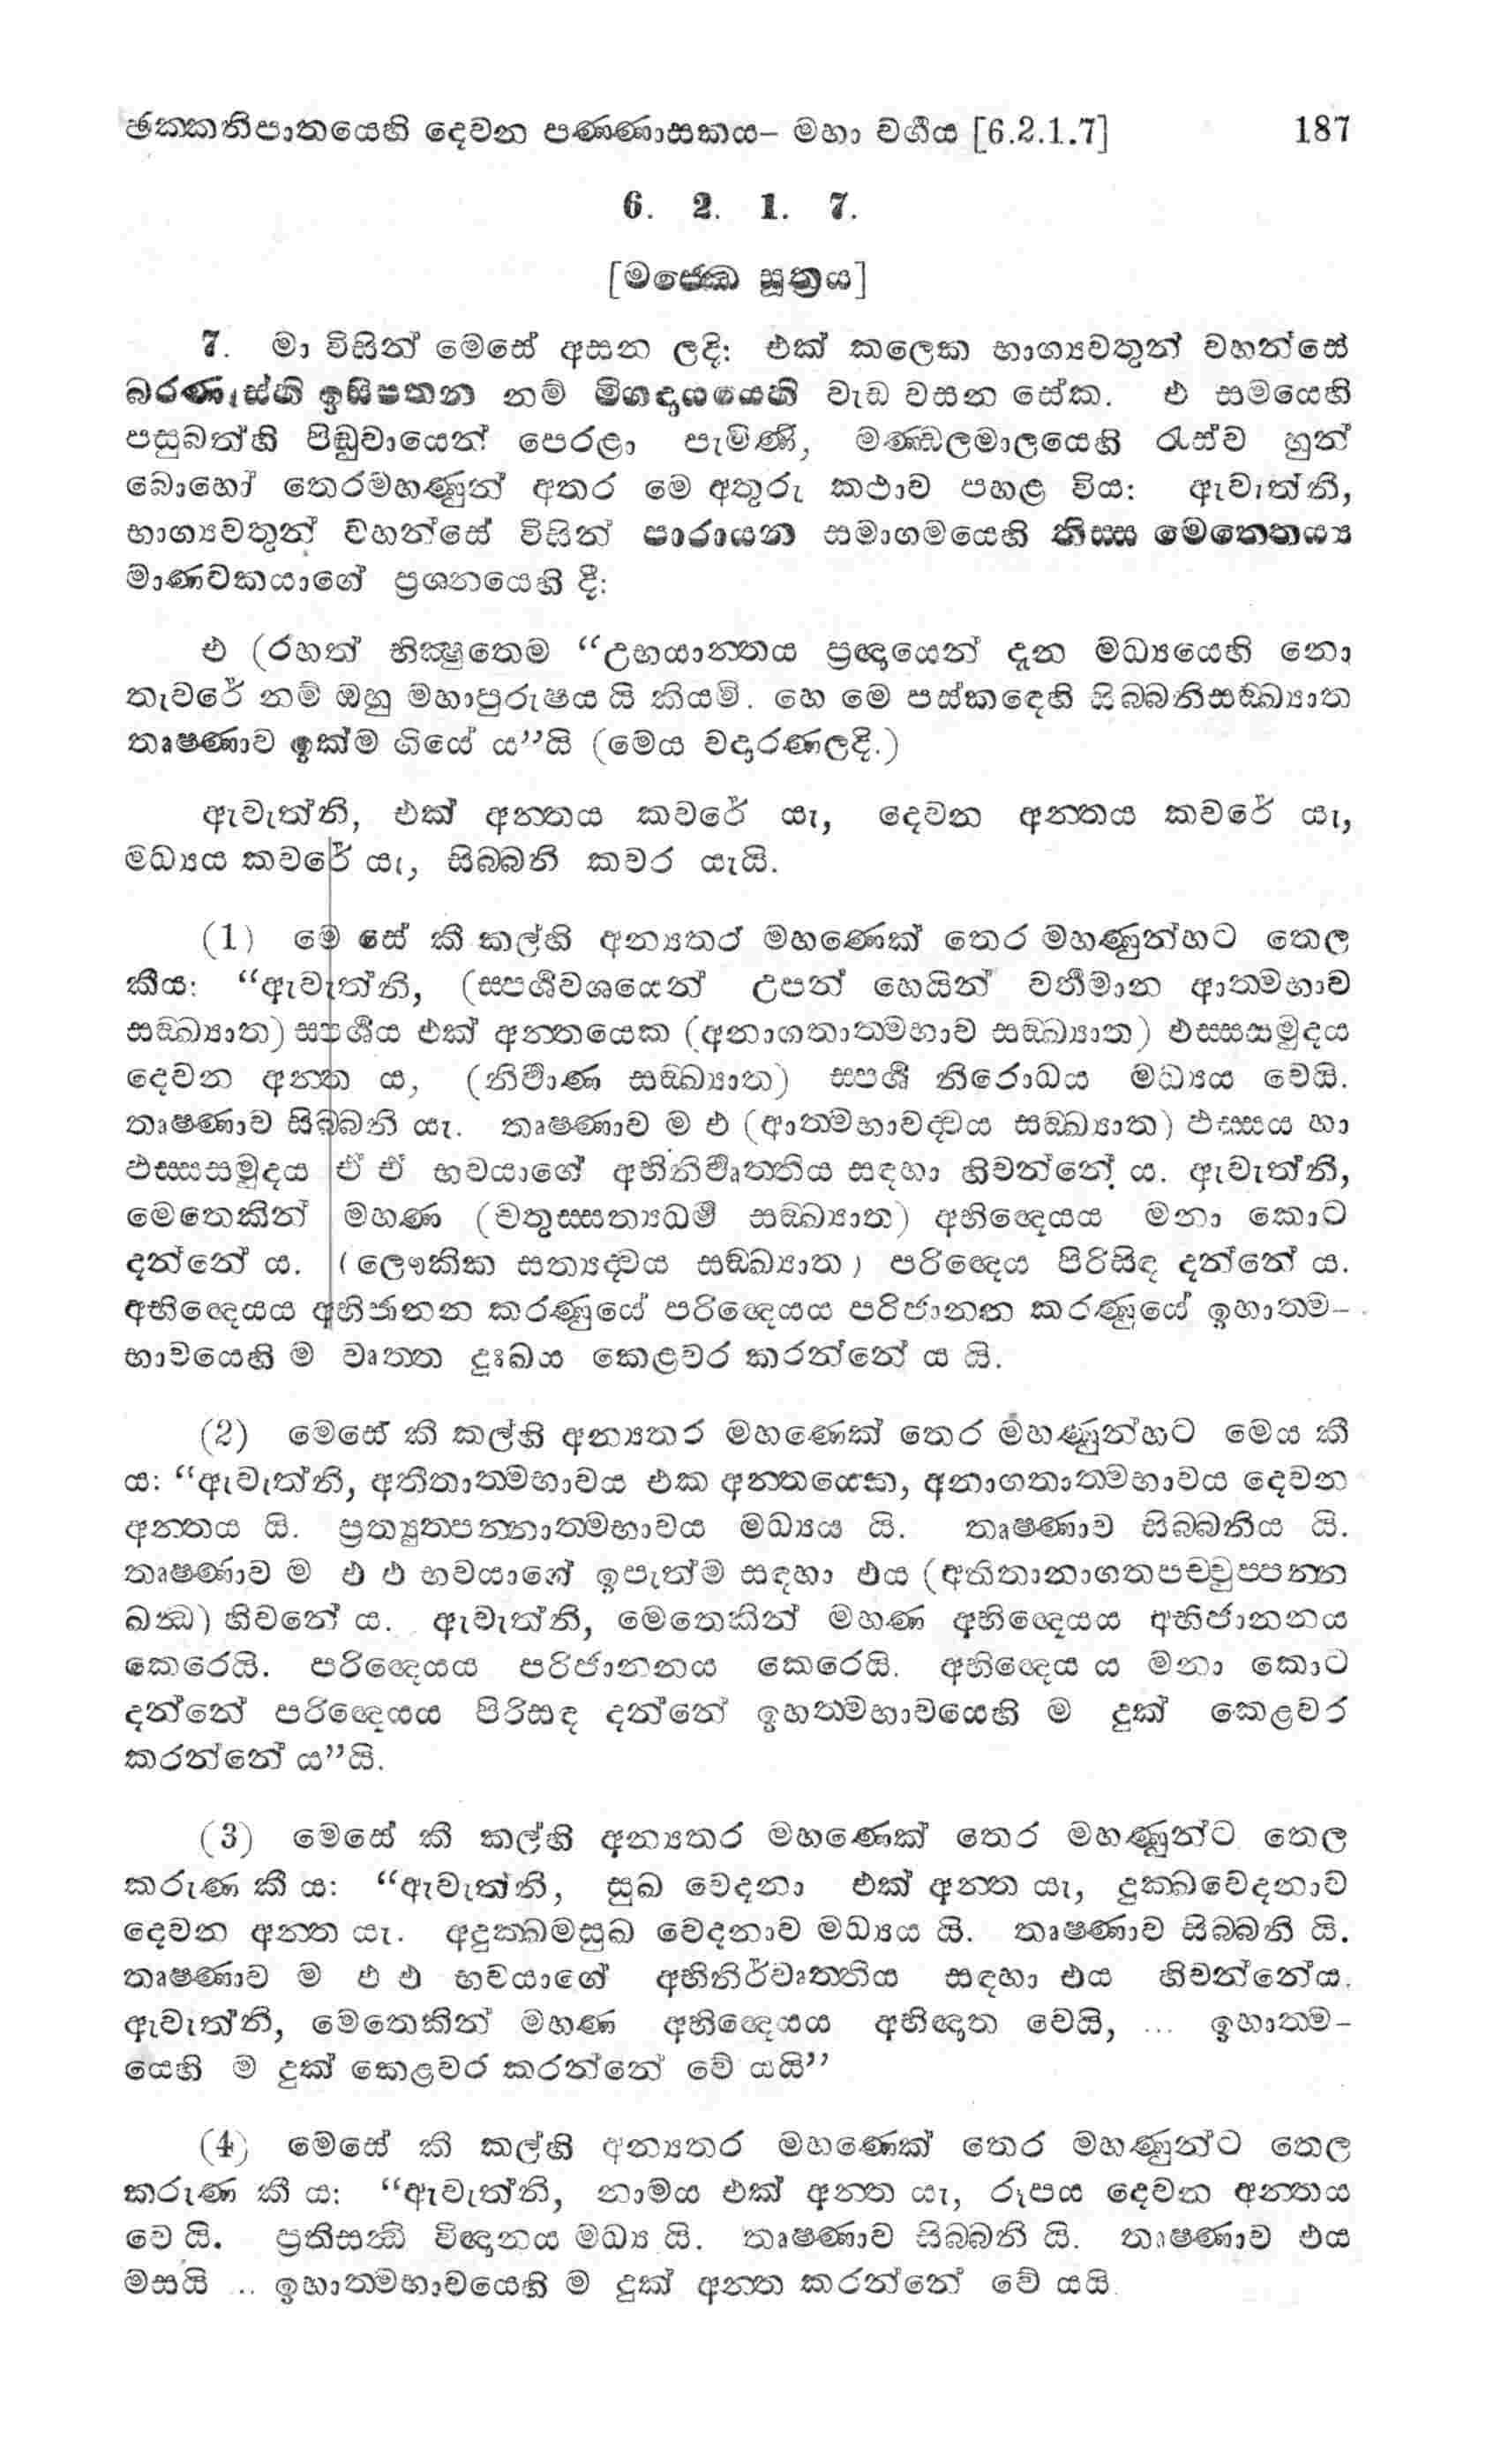 ඡක්කනිපාතයෙහි දෙවන පණ්ණාසකය– මහා වර්ගය [6.2.1.7] 187
6. 2. 1. 7.
[මජ්ඣෙ සූත්‍රය]
7. මා විසින් මෙසේ අසන ලදි: එක් කලෙක භාග්‍යවතුන් වහන්සේ
බරණැස්හි ඉසිපතන නම් මිගදායයෙහි වැඩ වසන සේක. එ සමයෙහි
පසුබත්හි පිඬුවායෙන් පෙරළා පැමිණි, මණ්ඩලමාලයෙහි රැස්ව හුන්
බොහෝ තෙරමහණුන් අතර මෙ අතුරු කථාව පහළ විය: ඇවැත්නි,
භාග්‍යවතුන් වහන්සේ විසින් පාරායන සමාගමයෙහි තිස්ස මෙත්තෙය්‍ය
මාණවකයාගේ ප්‍රශ්නයෙහි දී:
එ (රහත් භික්‍ෂුතෙම “උභයාන්තය ප්‍රඥායෙන් දැන මධ්‍යයෙහි නො
තැවරේ නම් ඔහු මහාපුරුෂය යි කියමි. හෙ මෙ පස්කඳෙහි සිබ්බනිසඞ්ඛ්‍යාත
තෘෂ්ණාව ඉක්ම ගියේ ය”යි (මෙය වදාරණලදි.)
ඇවැත්නි, එක් අන්තය කවරේ යැ, දෙවන අන්තය කවරේ යැ,
මධ්‍යය කවරේ යැ, සිබ්බනි කවර යැයි.
(1) මෙ සේ කී කල්හි අන්‍යතර මහණෙක් තෙර මහණුන්හට තෙල
කීය: “ඇවැත්නි, (ස්පර්ශවශයෙන් උපන් හෙයින් වර්තමාන ආත්මභාව
සඞ්ඛ්‍යාත) ස්පර්ශය එක් අන්තයෙක (අනාගතාත්මභාව සඞ්ඛ්‍යාත) ඵස්සසමුදය
දෙවන අන්ත ය, (නිර්වාණ සඞ්ඛ්‍යාත) ස්පර්ශ නිරොධය මධ්‍යය වෙයි.
තෘෂ්ණාව සිබ්බනි යැ. තෘෂ්ණාව ම එ (ආත්මභාවද්වය සඞ්ඛ්‍යාත) ඵස්සය හා
ඵස්සසමුදය ඒ ඒ භවයාගේ අභිනිර්වෘත්තිය සඳහා හිවන්නේ ය. ඇවැත්නි,
මෙතෙකින් මහණ (චතුස්සත්‍යධර්ම සඞ්ඛ්‍යාත) අභිඥෙයය මනා කොට
දන්නේ ය. (ලෞකික සත්‍යද්වය සඞ්ඛ්‍යාත) පරිඥෙය පිරිසිඳ දන්නේ ය.
අභිඥෙයය අභිජානන කරණුයේ පරිඥෙයය පරිජානන කරණුයේ ඉහාත්ම–
භාවයෙහි ම වෘත්ත දුඃඛය කෙළවර කරන්නේ ය යි.
(2) මෙසේ කී කල්හි අන්‍යතර මහණෙක් තෙර මහණුන්හට මෙය කී
ය: “ඇවැත්නි, අතීතාත්මභාවය එක අන්තයෙක, අනාගතාත්මභාවය දෙවන
අන්තය යි. ප්‍රත්‍යුත්පන්නාත්මභාවය මධ්‍යය යි. තෘෂ්ණාව සිබ්බනීය යි.
තෘෂ්ණාව ම එ එ භවයාගේ ඉපැත්ම සඳහා එය (අතිතානාගතපච්චුප්පන්න
ඛන්ධ) හිවනේ ය. ඇවැත්නි, මෙතෙකින් මහණ අභිඥෙයය අභිජානනය
කෙරෙයි. පරිඥෙයය පරිජානනය කෙරෙයි. අභිඥෙය ය මනා කොට
දන්නේ පරිඥෙයය පිරිසඳ දන්නේ ඉහත්මභාවයෙහි ම දුක් කෙළවර
කරන්නේ ය”යි.
(3) මෙසේ කී කල්හි අන්‍යතර මහණෙක් තෙර මහණුන්ට තෙල
කරුණ කී ය: “ඇවැත්නි, සුඛ වෙදනා එක් අන්ත යැ, දුක්ඛවෙදනාව
දෙවන අන්ත යැ. අදුක්ඛමසුඛ වෙදනාව මධ්‍යය යි. තෘෂ්ණාව සිබ්බනි යි.
තෘෂ්ණාව ම එ එ භවයාගේ අභිනිර්වෘත්තිය සඳහා එය හිවන්නේය.
ඇවැත්නි, මෙතෙකින් මහණ අභිඥෙයය අභිඥාත වෙයි, ... ඉහාත්ම–
යෙහි ම දුක් කෙළවර කරන්නේ වේ යයි”
(4) මෙසේ කි කල්හි අන්‍යතර මහණෙක් තෙර මහණුන්ට තෙල
කරුණ කී ය: “ඇවැත්නි, නාමය එක් අන්ත යැ, රූපය දෙවන අන්තය
වෙ යි. ප්‍රතිසන්ධි විඥානය මධ්‍ය යි. තෘෂ්ණාව සිබ්බනි යි. තෘෂ්ණාව එය
මසයි ... ඉහාත්මභාවයෙහි ම දුක් අන්ත කරන්නේ වේ යයි.